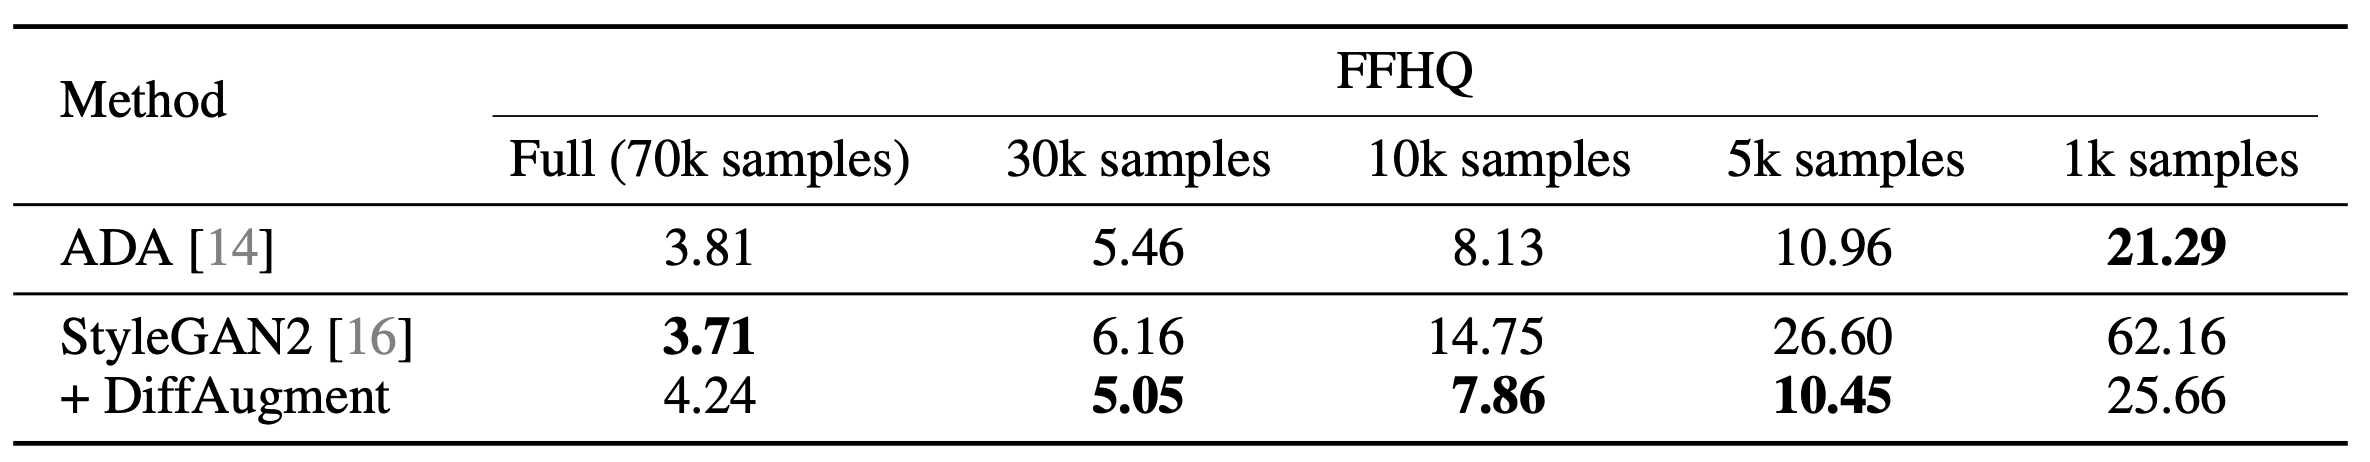 FFHQ
Method
Full (70k samples) 30k samples 10k samples 5k samples 1k samples
ADA [14] 3.81 5.46 8.13 10.96 21.29
StyleGAN2 [16] 3.71 6.16 14.75 26.60 62.16
+ DiffAugment 4.24 5.05 7.86 10.45 25.66